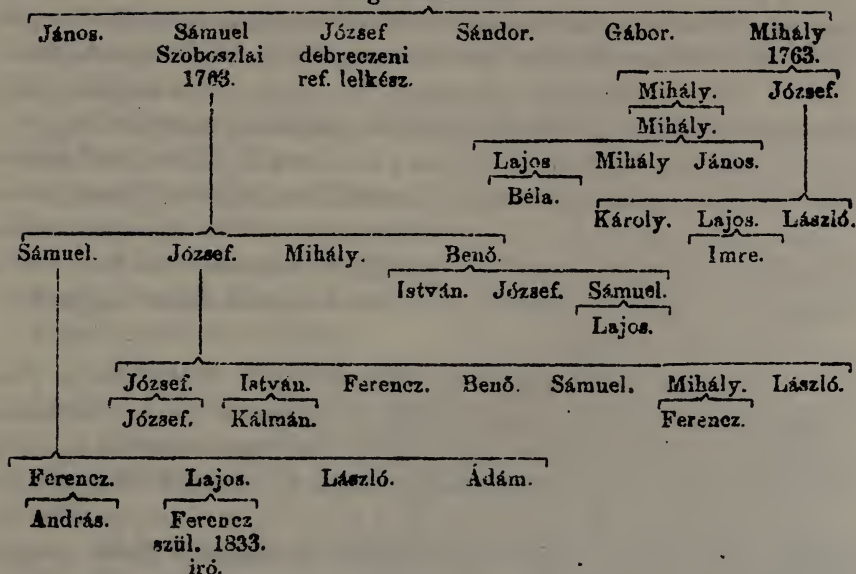 János. Sámuel József Sándor. Gábor. Mihály
Szoboszlai debreczeni 1763.
1763. ref. lelkész.
Mihály. József.
Mihály.
Lajos Mihály János.
Béla.
Károly. Lajos. László.
Imre.
Sámuel. József. Mihály. Benő.
István. József. Sámuel.
Lajos.
József. István. Ferencz. Benő. Sámuel. Mihály. László.
József. Kálmán. Ferencz.
Ferencz. Lajos. László. Ádám.
András. Ferencz
szül. 1833.
iró.